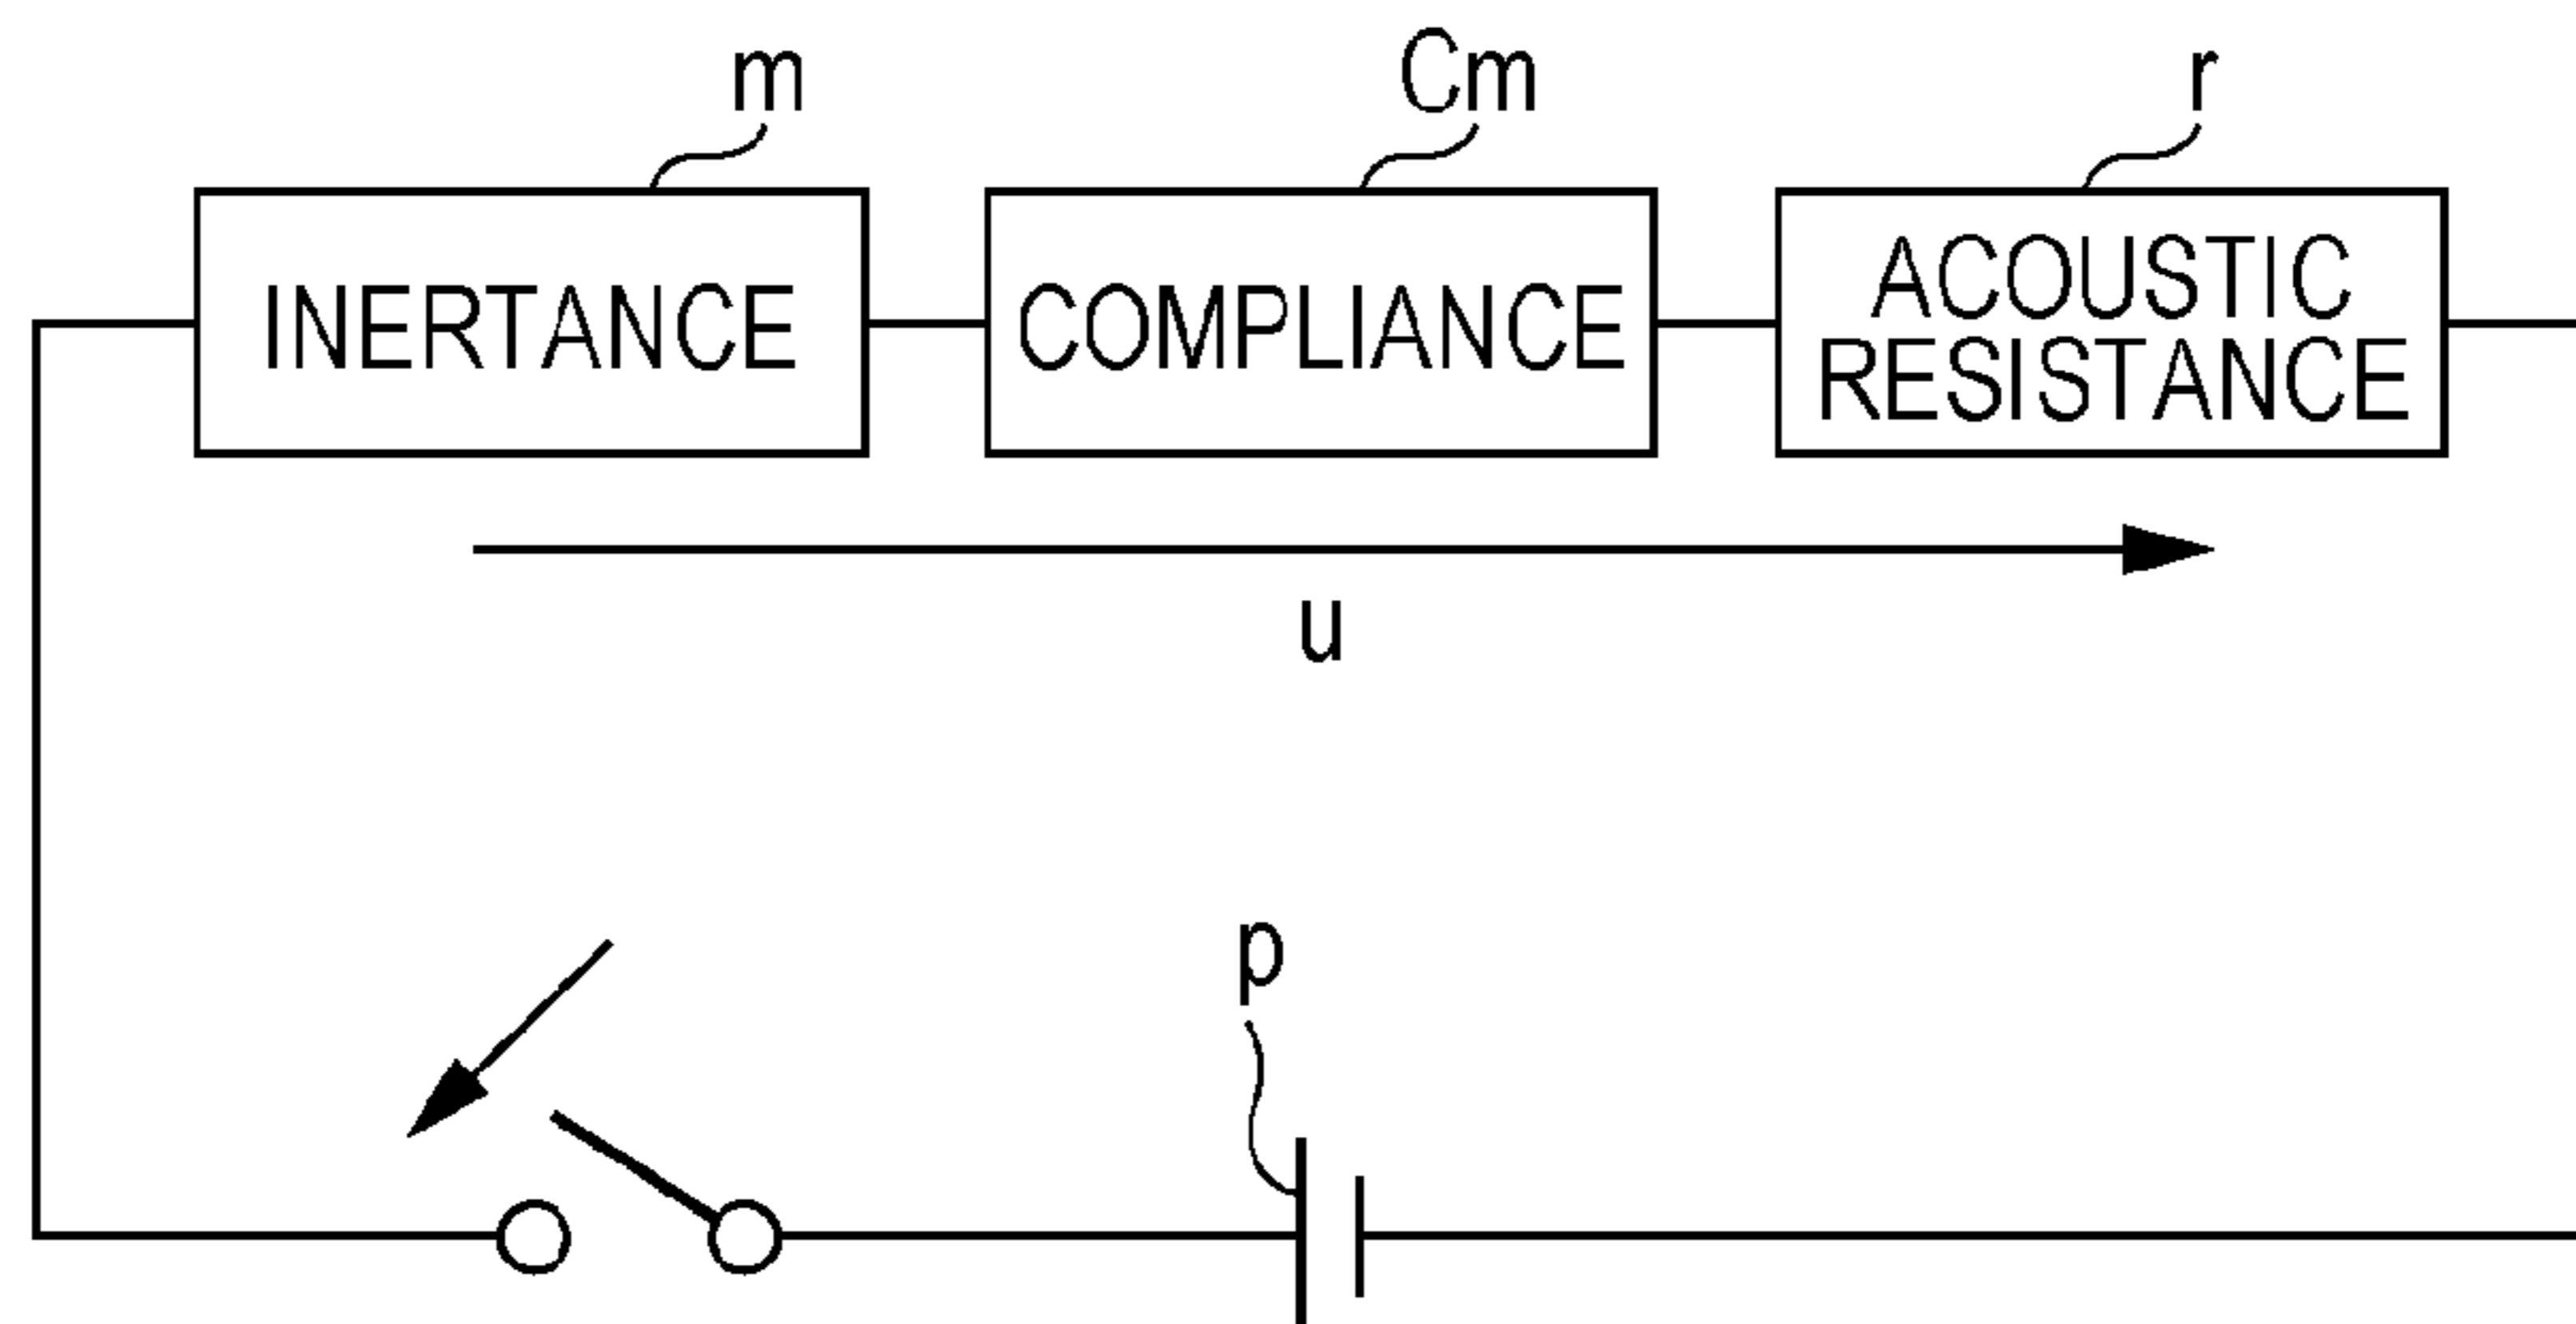 m
Cm
r
INERTANCE
COMPLIANCE
ACOUSTIC
RESISTANCE
u
p